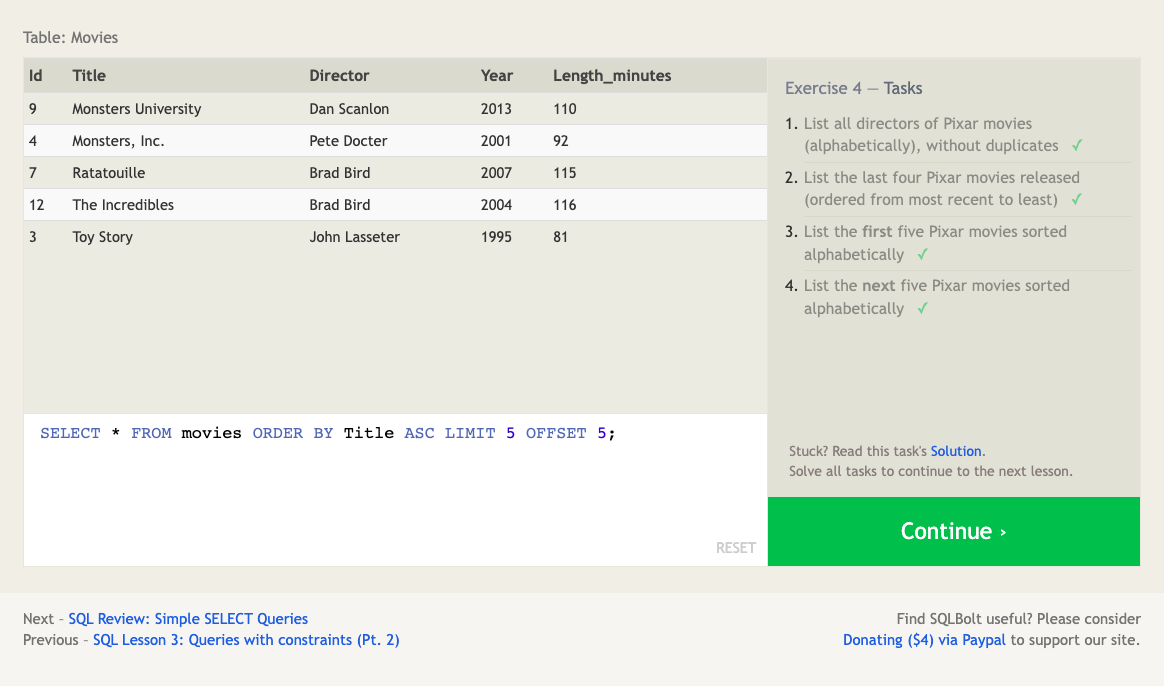 Table: Movies
Id Title Director Year Length_minutes
9 Monsters University Dan Scanlon 2013 110
4 Monsters, Inc. Pete Docter 2001 92
7 Ratatouille Brad Bird 2007 115
12 The Incredibles Brad Bird 2004 116
3 Toy Story John Lasseter 1995 81
SELECT * FROM movies ORDER BY Title ASC LIMIT 5 OFFSET 5;
RESET
Exercise 4 — Tasks
1. List all directors of Pixar movies
(alphabetically), without duplicates ✓
2. List the last four Pixar movies released
(ordered from most recent to least) ✓
3. List the first five Pixar movies sorted
alphabetically ✓
4. List the next five Pixar movies sorted
alphabetically ✓
Stuck? Read this task's Solution.
Solve all tasks to continue to the next lesson.
Continue ›
Next – SQL Review: Simple SELECT Queries
Previous – SQL Lesson 3: Queries with constraints (Pt. 2)
Find SQLBolt useful? Please consider
Donating ($4) via Paypal to support our site.